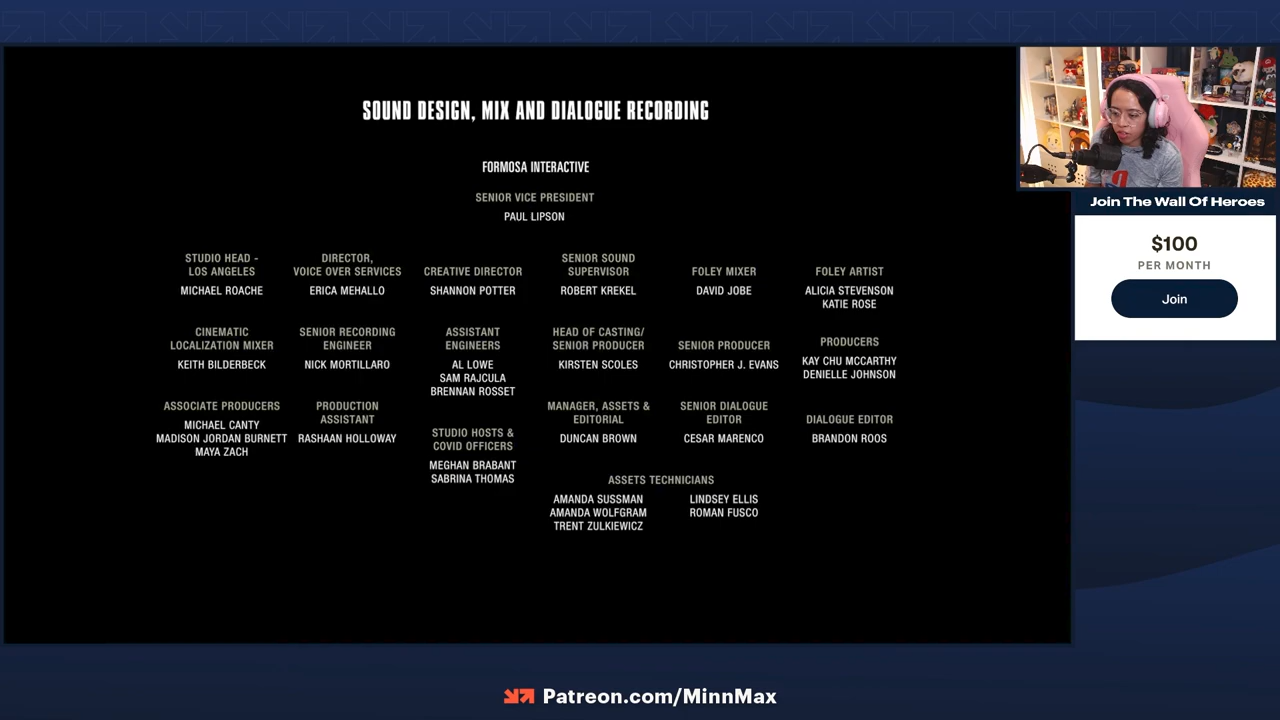 SOUND DESIGN, MIX AND DIALOGUE RECORDING
FORMOSA INTERACTIVE
SENIOR VICE PRESIDENT
PAUL LIPSON
STUDIO HEAD -
LOS ANGELES
MICHAEL ROACHE
DIRECTOR,
VOICE OVER SERVICES
ERICA MEHALLO
CREATIVE DIRECTOR
SHANNON POTTER
SENIOR SOUND
SUPERVISOR
ROBERT KREKEL
FOLEY MIXER
DAVID JOBE
FOLEY ARTIST
ALICIA STEVENSON
KATIE ROSE
CINEMATIC
LOCALIZATION MIXER
KEITH BILDERBECK
SENIOR RECORDING
ENGINEER
NICK MORTILLARO
ASSISTANT
ENGINEERS
AL LOWE
SAM RAJCULA
BRENNAN ROSSET
HEAD OF CASTING/
SENIOR PRODUCER
KIRSTEN SCOLES
SENIOR PRODUCER
CHRISTOPHER J. EVANS
PRODUCERS
KAY CHU MCCARTHY
DENIELLE JOHNSON
ASSOCIATE PRODUCERS
MICHAEL CANTY
MADISON JORDAN BURNETT
MAYA ZACH
PRODUCTION
ASSISTANT
RASHAAN HOLLOWAY
STUDIO HOSTS &
COVID OFFICERS
MEGHAN BRABANT
SABRINA THOMAS
MANAGER, ASSETS &
EDITORIAL
DUNCAN BROWN
SENIOR DIALOGUE
EDITOR
CESAR MARENCO
DIALOGUE EDITOR
BRANDON ROOS
ASSETS TECHNICIANS
AMANDA SUSSMAN
AMANDA WOLFGRAM
TRENT ZULKIEWICZ
LINDSEY ELLIS
ROMAN FUSCO
Join The Wall Of Heroes
$100
PER MONTH
Join
Patreon.com/MinnMax